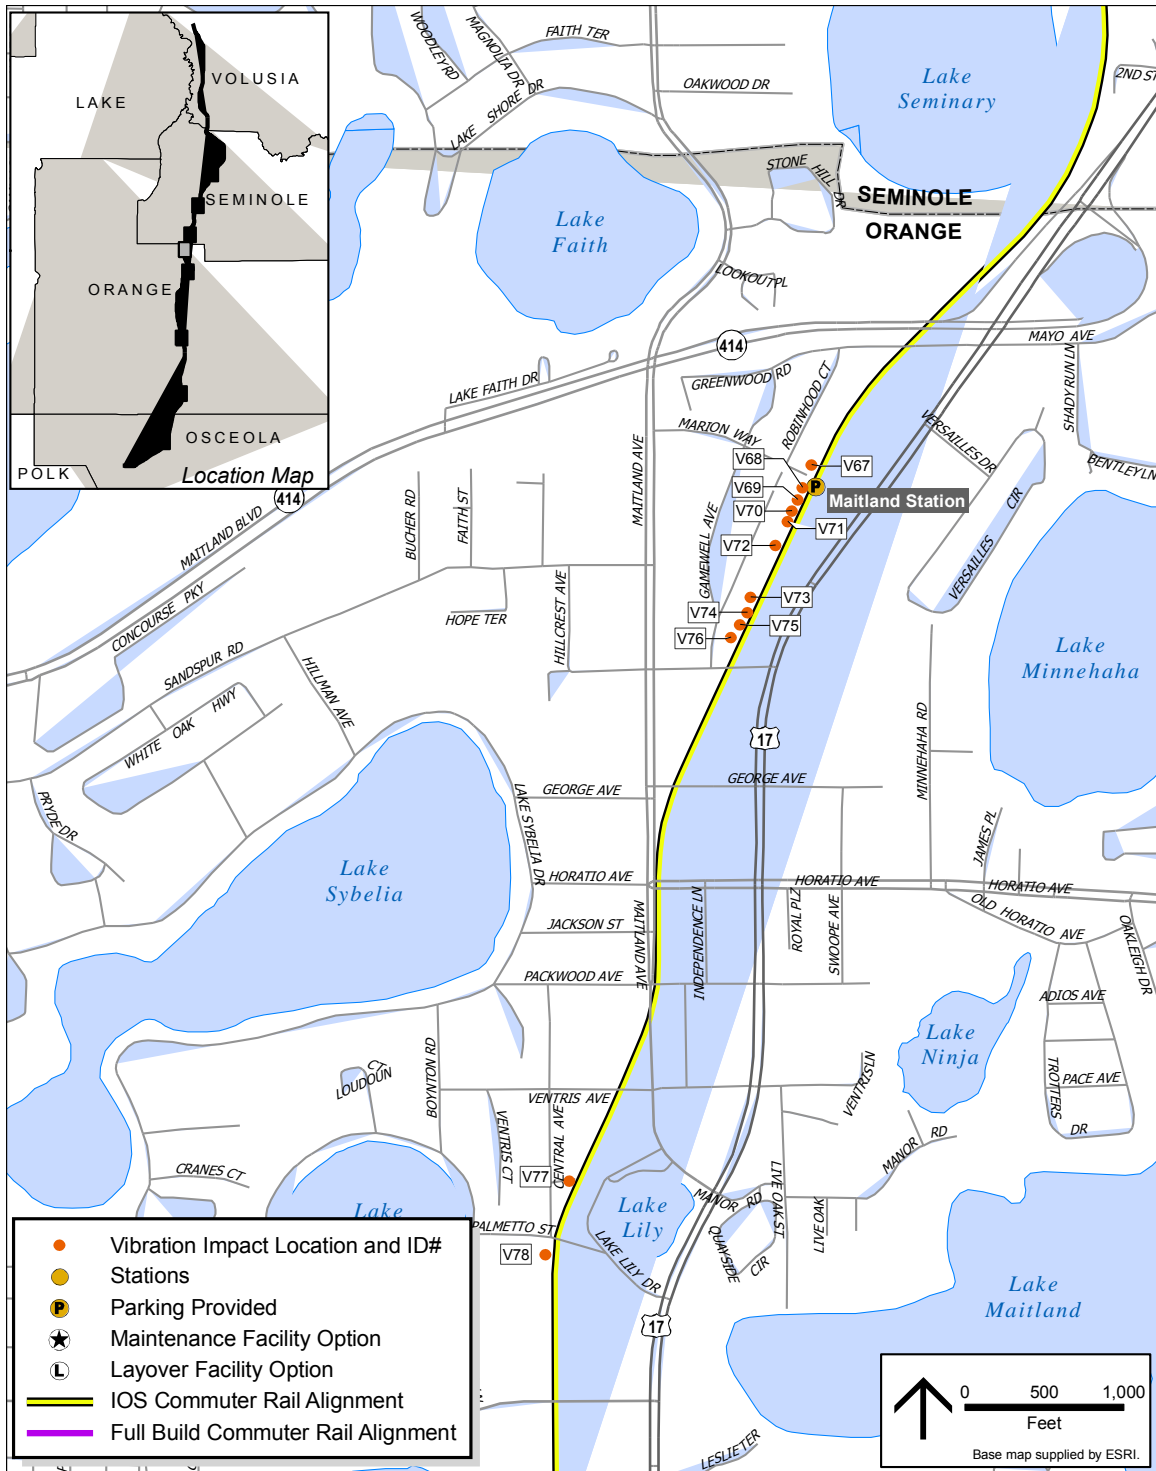 VOLUSIA
LAKE
SEMINOLE
ORANGE
OSCEOLA
POLK
Location Map
WOODLEY RD
MAGNOLIA DR
FAITH TER
OAKWOOD DR
LAKE SHORE DR
Lake
Seminary
2ND ST
STONE HILL DR
SEMINOLE
ORANGE
Lake
Faith
LOOKOUT PL
414
MAYO AVE
LAKE FAITH DR
GREENWOOD RD
ROBINHOOD CT
SHADY RUN LN
MARION WAY
VERSAILLES DR
BENTLEY LN
V68
V67
V69
P
Maitland Station
V70
V71
V72
MAITLAND AVE
GAMEWELL AVE
VERSAILLES CIR
414
MAITLAND BLVD
BUCHER RD
FAITH ST
CONCOURSE PKY
HOPE TER
HILLCREST AVE
V73
V74
V75
V76
SANDSPUR RD
HILLMAN AVE
WHITE OAK HWY
Lake
Minnehaha
MINNEHAHA RD
17
GEORGE AVE
GEORGE AVE
PRYDE DR
LAKE SYBELIA DR
JAMES PL
Lake
Sybelia
HORATIO AVE
HORATIO AVE
HORATIO AVE
OLD HORATIO AVE
JACKSON ST
MAITLAND AVE
INDEPENDENCE LN
ROYAL PLZ
SWOOPE AVE
OAKLEIGH DR
PACKWOOD AVE
ADIOS AVE
Lake
Ninja
BOYNTON RD
LOUDOUN CT
VENTRIS LN
TROTTERS DR
PACE AVE
VENTRIS AVE
VENTRIS CT
CENTRAL AVE
MANOR RD
CRANES CT
V77
LIVE OAK ST
LIVE OAK
MANOR RD
Lake
Lake
Lily
PALMETTO ST
V78
LAKE LILY DR
QUAYSIDE CIR
Lake
Maitland
17
LESLIE TER
Vibration Impact Location and ID#
Stations
P Parking Provided
Maintenance Facility Option
L Layover Facility Option
IOS Commuter Rail Alignment
Full Build Commuter Rail Alignment
0 500 1,000
Feet
Base map supplied by ESRI.